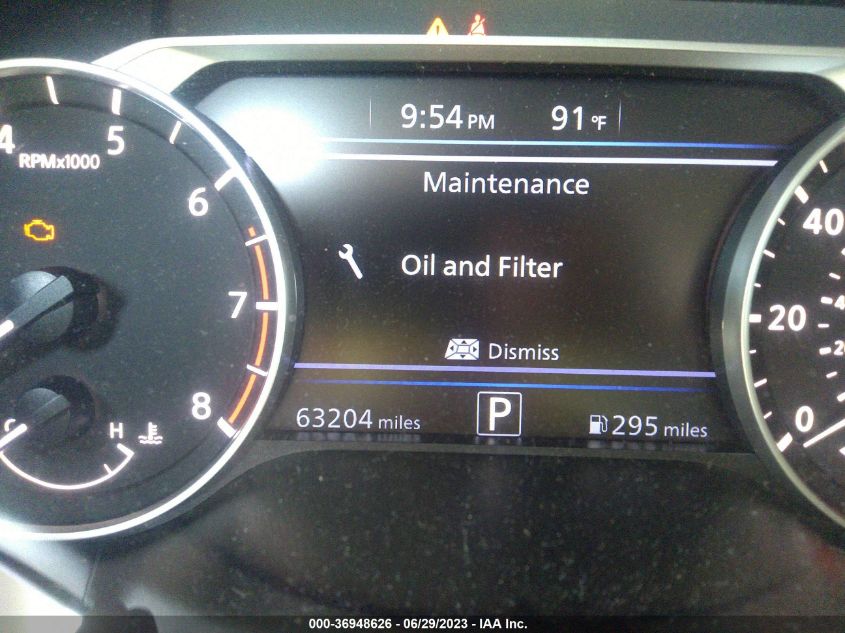 9:54 PM 91 °F
4 5 6 7 8
RPMx1000
Maintenance
Oil and Filter
Dismiss
63204 miles P 295 miles
C H
40
20
0
000-36948626 - 06/29/2023 - IAA Inc.